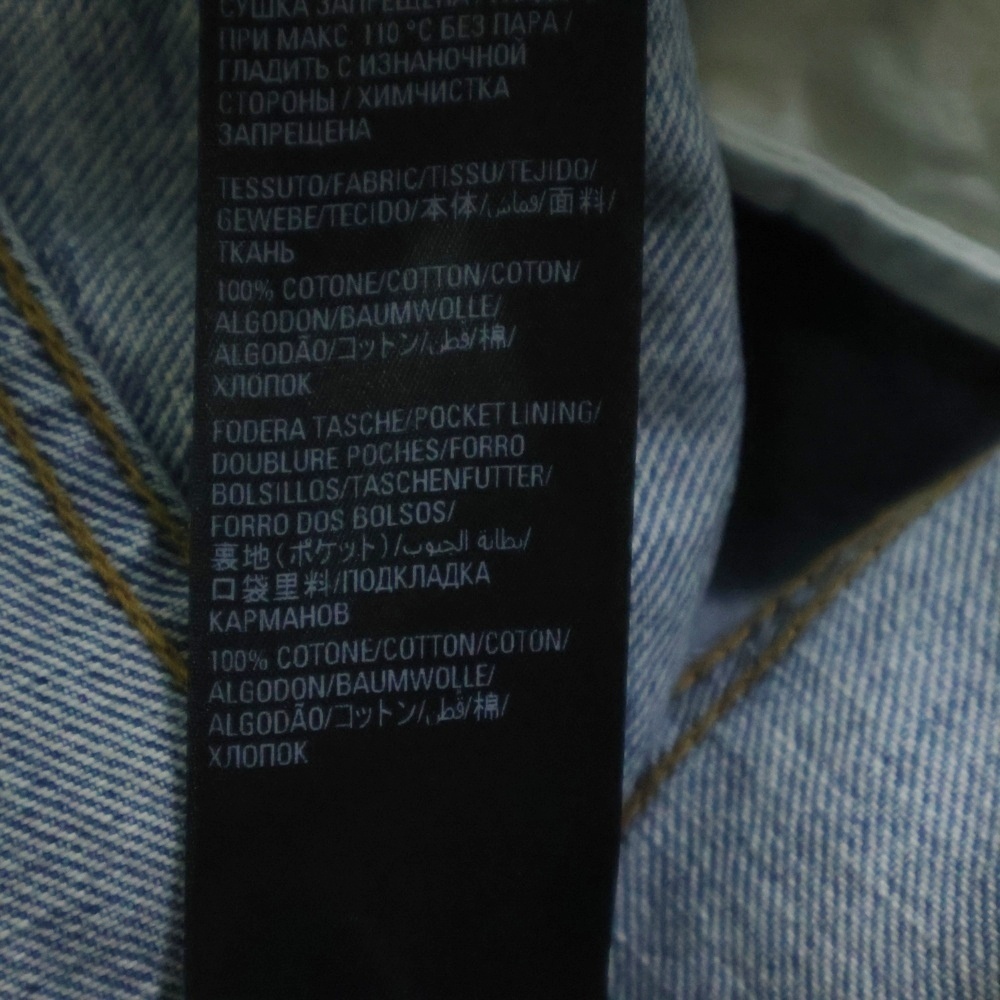 СУШКА ЗАПРЕЩЕНА /
ПРИ МАКС. 110 °C БЕЗ ПАРА /
ГЛАДИТЬ С ИЗНАНОЧНОЙ
СТОРОНЫ / ХИМЧИСТКА
ЗАПРЕЩЕНА
TESSUTO/FABRIC/TISSU/TEJIDO/
GEWEBE/TECIDO/本体/قماش/面料/
ТКАНЬ
100% COTONE/COTTON/COTON/
ALGODON/BAUMWOLLE/
ALGODÃO/コットン/قطن/棉/
ХЛОПОК
FODERA TASCHE/POCKET LINING/
DOUBLURE POCHES/FORRO
BOLSILLOS/TASCHENFUTTER/
FORRO DOS BOLSOS/
裏地(ポケット)/بطانة الجيوب/
口袋里料/ПОДКЛАДКА
КАРМАНОВ
100% COTONE/COTTON/COTON/
ALGODON/BAUMWOLLE/
ALGODÃO/コットン/قطن/棉/
ХЛОПОК